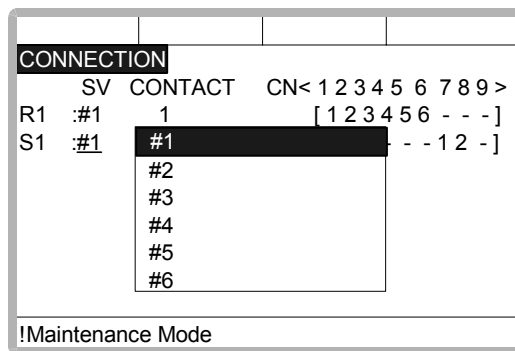 CONNECTION
SV CONTACT CN< 1 2 3 4 5 6 7 8 9 >
R1 :#1 1 [ 1 2 3 4 5 6 - - - ]
S1 :#1 #1 - - - 1 2 - ]
#2
#3
#4
#5
#6
!Maintenance Mode